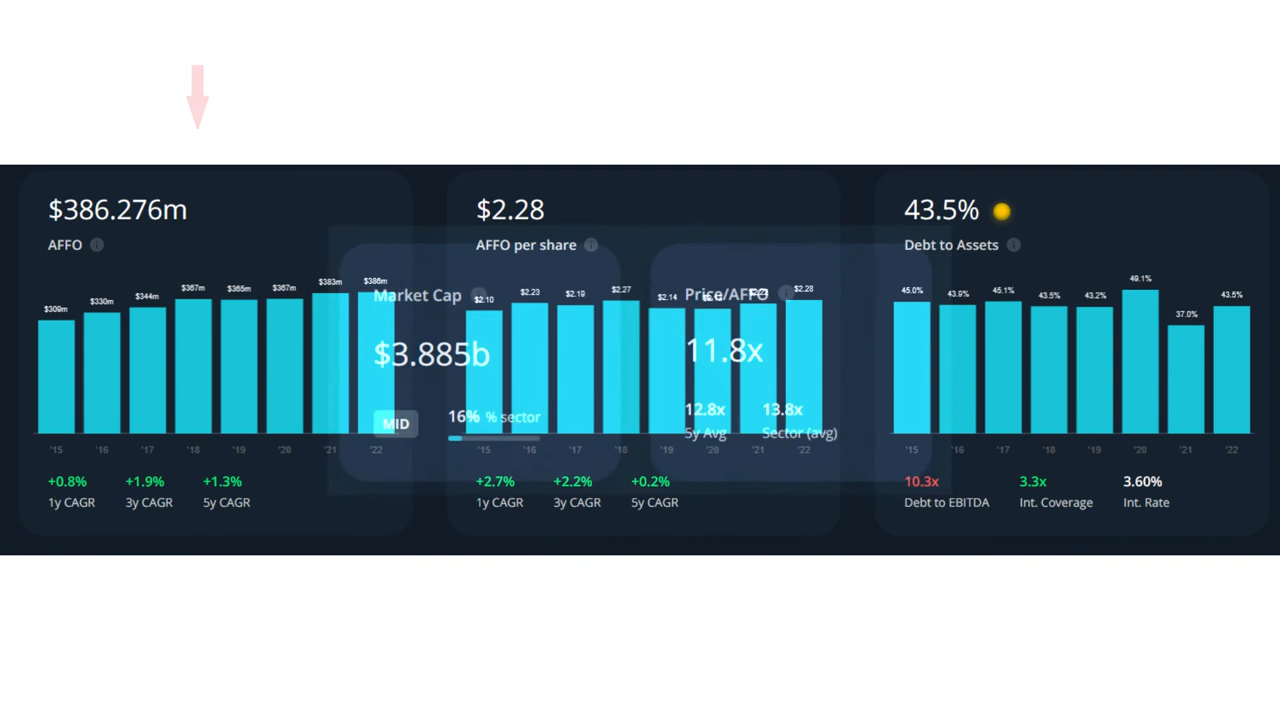 $386.276m
AFFO
$309m
$330m
$344m
$367m
$365m
$367m
$383m
$386m
'15
'16
'17
'18
'19
'20
'21
'22
+0.8%
+1.9%
+1.3%
1y CAGR
3y CAGR
5y CAGR
$2.28
AFFO per share
$2.10
$2.23
$2.19
$2.27
$2.14
$2.28
'15
'16
'17
'18
'19
'20
'21
'22
+2.7%
+2.2%
+0.2%
1y CAGR
3y CAGR
5y CAGR
43.5%
Debt to Assets
45.0%
43.9%
45.1%
43.5%
43.2%
49.1%
37.0%
43.5%
'15
'16
'17
'18
'19
'20
'21
'22
10.3x
3.3x
3.60%
Debt to EBITDA
Int. Coverage
Int. Rate
Market Cap
$3.885b
MID
16% % sector
Price/AFFO
11.8x
12.8x
13.8x
5y Avg
Sector (avg)